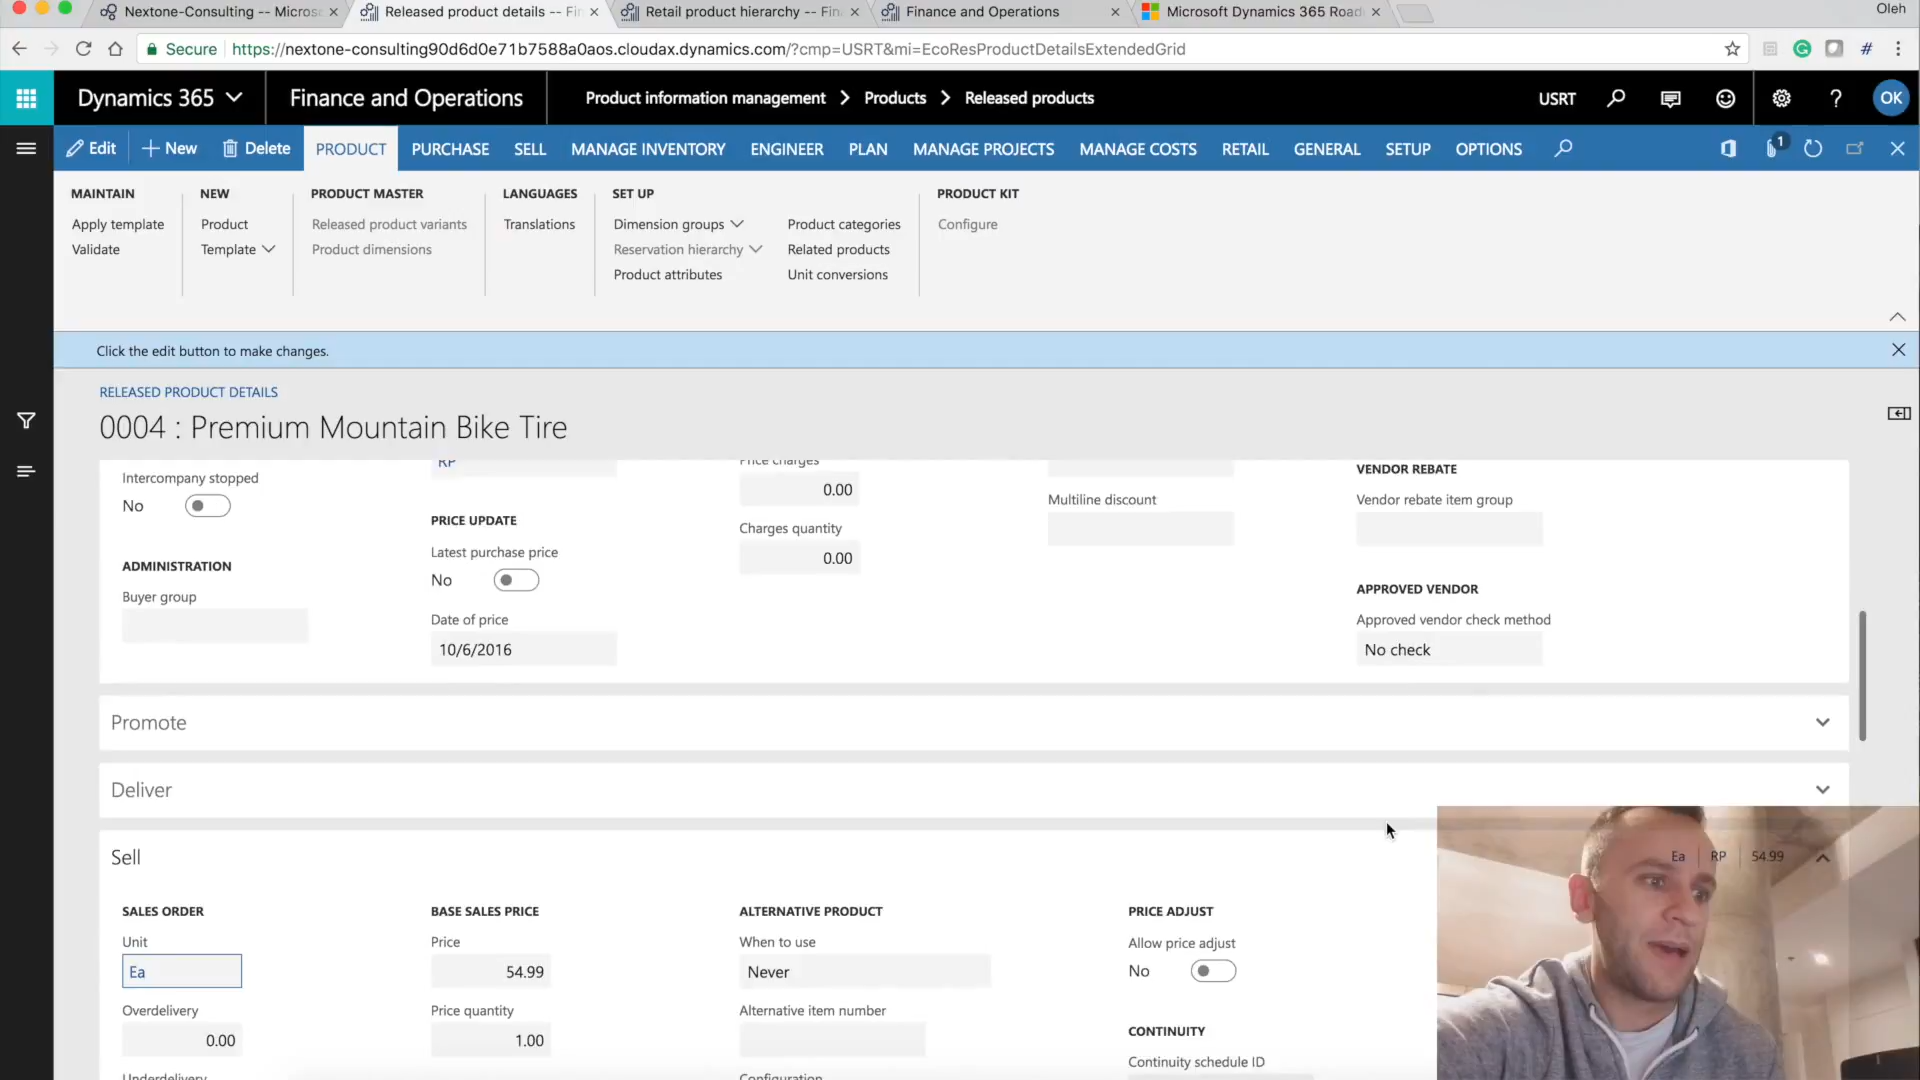 Nextone-Consulting -- Micros
Released product details -- Fin
Retail product hierarchy -- Fina
Finance and Operations
Microsoft Dynamics 365 Road
Oleh
Secure
https://nextone-consulting90d6d0e71b7588a0aos.cloudax.dynamics.com/?cmp=USRT&mi=EcoResProductDetailsExtendedGrid
Dynamics 365
Finance and Operations
Product information management > Products > Released products
USRT
OK
Edit
New
Delete
PRODUCT
PURCHASE
SELL
MANAGE INVENTORY
ENGINEER
PLAN
MANAGE PROJECTS
MANAGE COSTS
RETAIL
GENERAL
SETUP
OPTIONS
1
MAINTAIN
Apply template
Validate
NEW
Product
Template
PRODUCT MASTER
Released product variants
Product dimensions
LANGUAGES
Translations
SET UP
Dimension groups
Reservation hierarchy
Product attributes
Product categories
Related products
Unit conversions
PRODUCT KIT
Configure
Click the edit button to make changes.
RELEASED PRODUCT DETAILS
0004 : Premium Mountain Bike Tire
Intercompany stopped
No
ADMINISTRATION
Buyer group
RP
PRICE UPDATE
Latest purchase price
No
Date of price
10/6/2016
Price charges
0.00
Charges quantity
0.00
Multiline discount
VENDOR REBATE
Vendor rebate item group
APPROVED VENDOR
Approved vendor check method
No check
Promote
Deliver
Sell
Ea
RP
54.99
SALES ORDER
Unit
Ea
Overdelivery
0.00
Underdelivery
BASE SALES PRICE
Price
54.99
Price quantity
1.00
ALTERNATIVE PRODUCT
When to use
Never
Alternative item number
Configuration
PRICE ADJUST
Allow price adjust
No
CONTINUITY
Continuity schedule ID